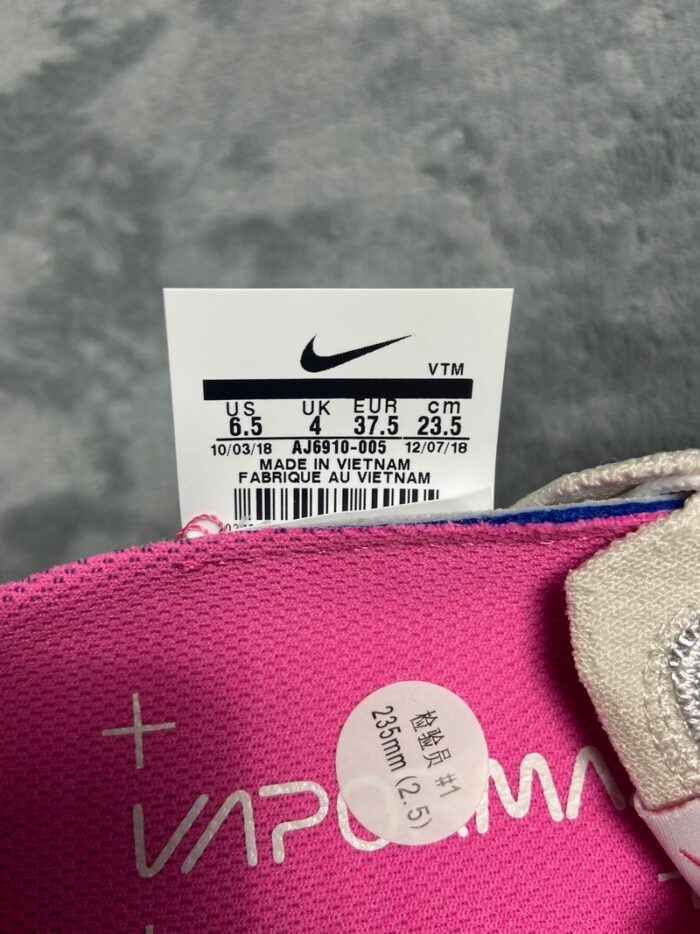 VTM
US UK EUR cm
6.5 4 37.5 23.5
10/03/18 AJ6910-005 12/07/18
MADE IN VIETNAM
FABRIQUE AU VIETNAM
检验员 #1
235mm (2.5)